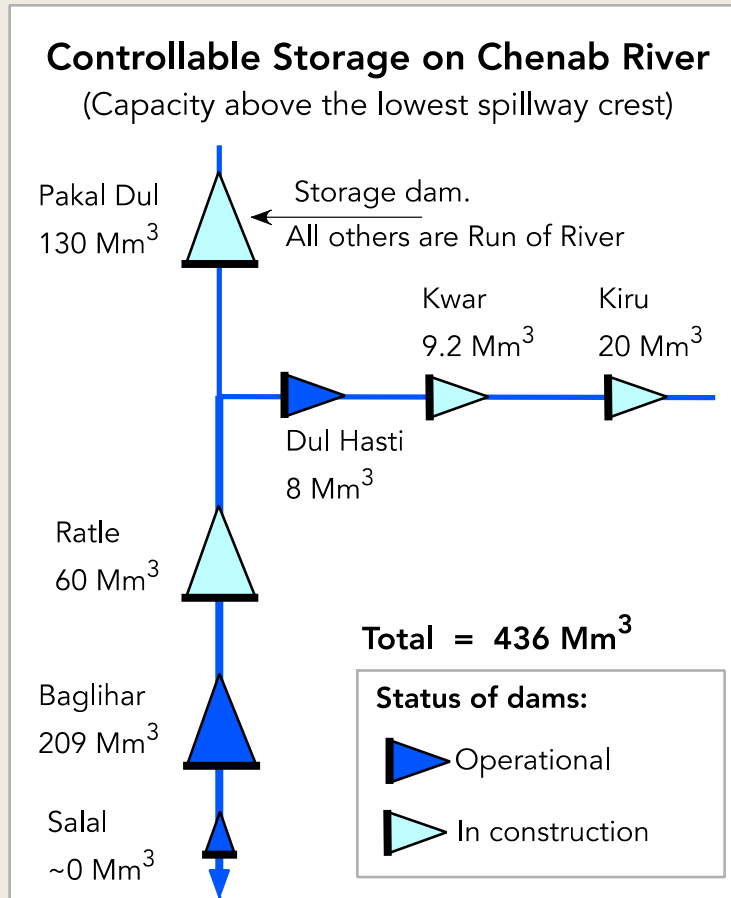 Controllable Storage on Chenab River
(Capacity above the lowest spillway crest)
Pakal Dul
130 Mm³
Storage dam.
All others are Run of River
Kwar
9.2 Mm³
Kiru
20 Mm³
Dul Hasti
8 Mm³
Ratle
60 Mm³
Total = 436 Mm³
Baglihar
209 Mm³
Status of dams:
Operational
In construction
Salal
~0 Mm³